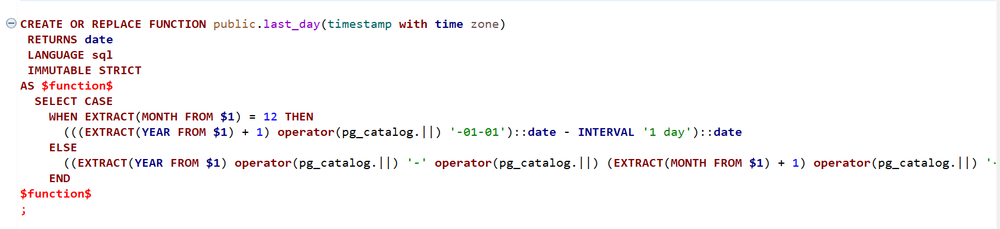 CREATE OR REPLACE FUNCTION public.last_day(timestamp with time zone)
 RETURNS date
 LANGUAGE sql
 IMMUTABLE STRICT
AS $function$
  SELECT CASE
    WHEN EXTRACT(MONTH FROM $1) = 12 THEN
      (((EXTRACT(YEAR FROM $1) + 1) operator(pg_catalog.||) '-01-01')::date - INTERVAL '1 day')::date
    ELSE
      ((EXTRACT(YEAR FROM $1) operator(pg_catalog.||) '-' operator(pg_catalog.||) (EXTRACT(MONTH FROM $1) + 1) operator(pg_catalog.||) '-
    END
$function$
;